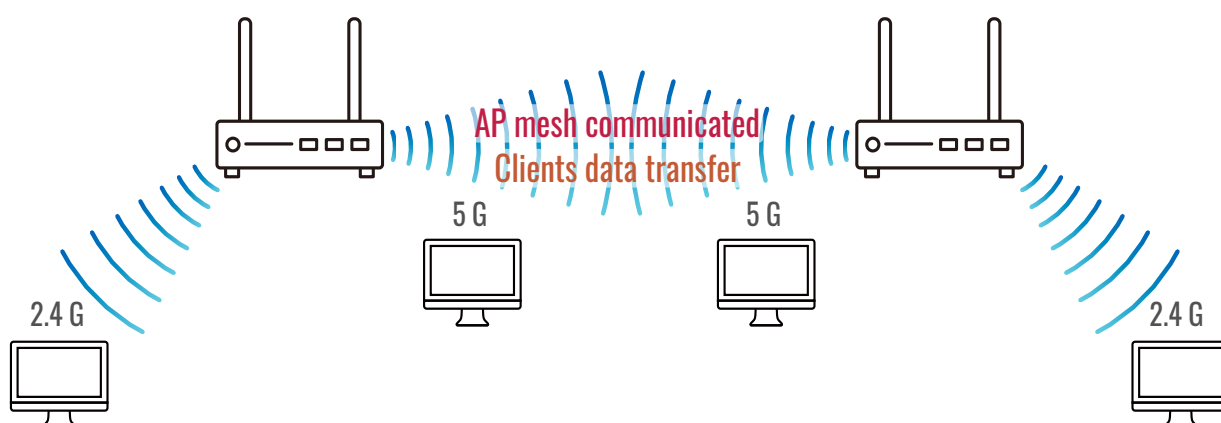 AP mesh communicated
Clients data transfer
5 G
5 G
2.4 G
2.4 G